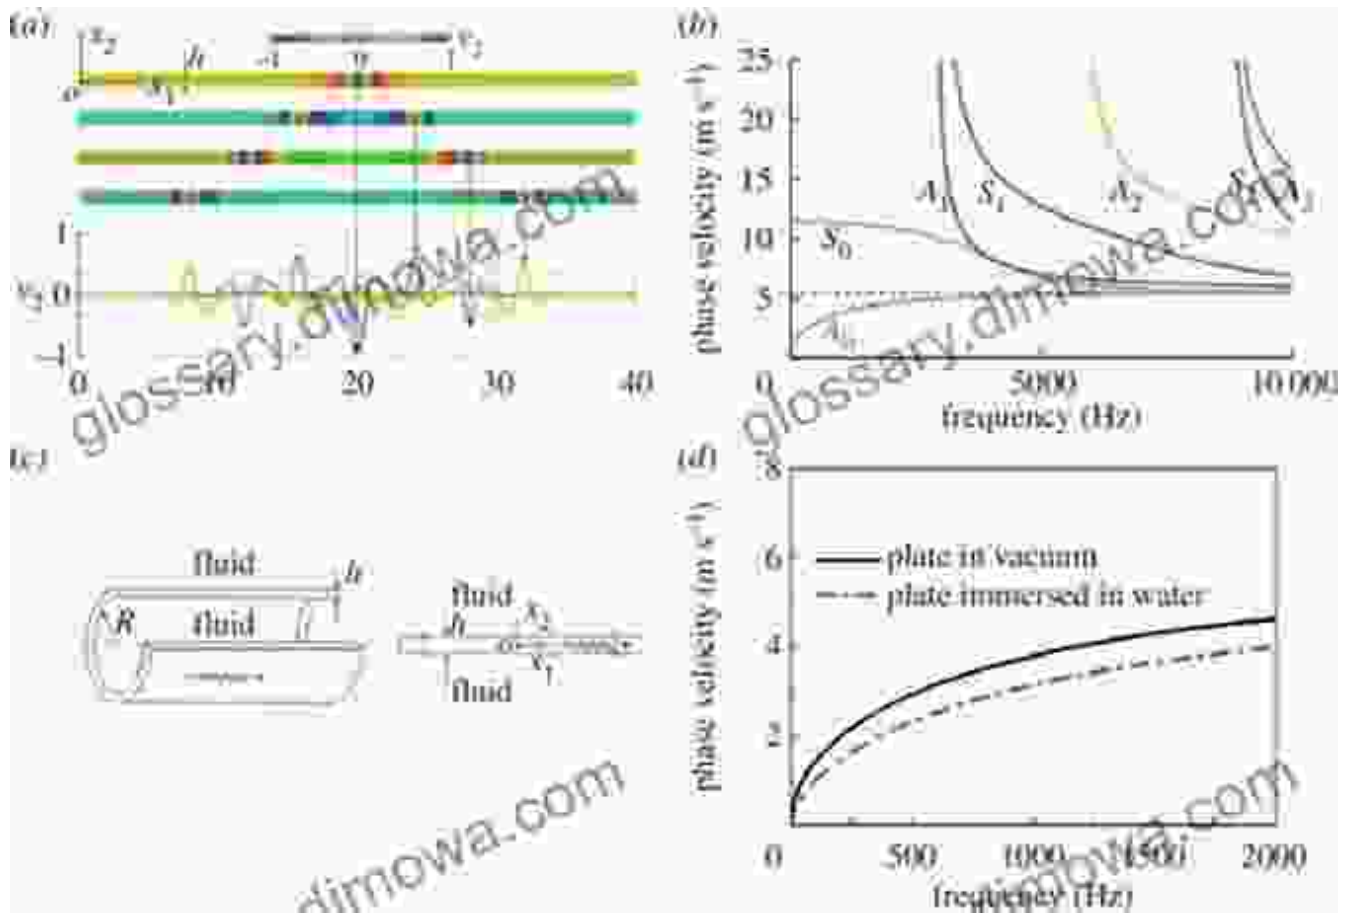 (a)
x2
h
-1 0
v2
o
x1
1
0
-1
0 10 20 30 40
(b)
phase velocity (m s⁻¹)
25
20
15
10
5
0 5000 10 000
A1 S1 A2
S0
frequency (Hz)
(c)
fluid
h
R
fluid
fluid
h
x2
o
x1
fluid
(d)
phase velocity (m s⁻¹)
8
6
4
2
0 500 1000 1500 2000
plate in vacuum
plate immersed in water
frequency (Hz)
glossary.dimowa.com
glossary.dimowa.com
.dimowa.com
.dimowa.com